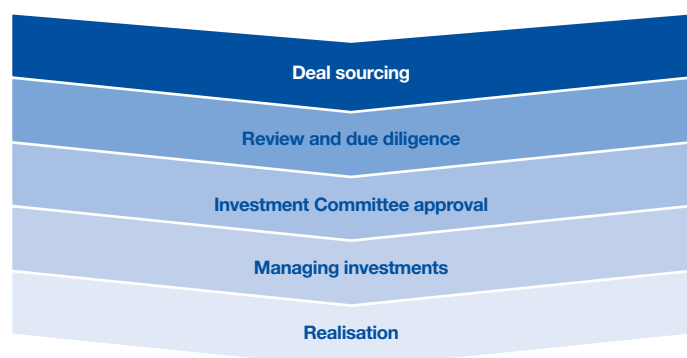 Deal sourcing
Review and due diligence
Investment Committee approval
Managing investments
Realisation